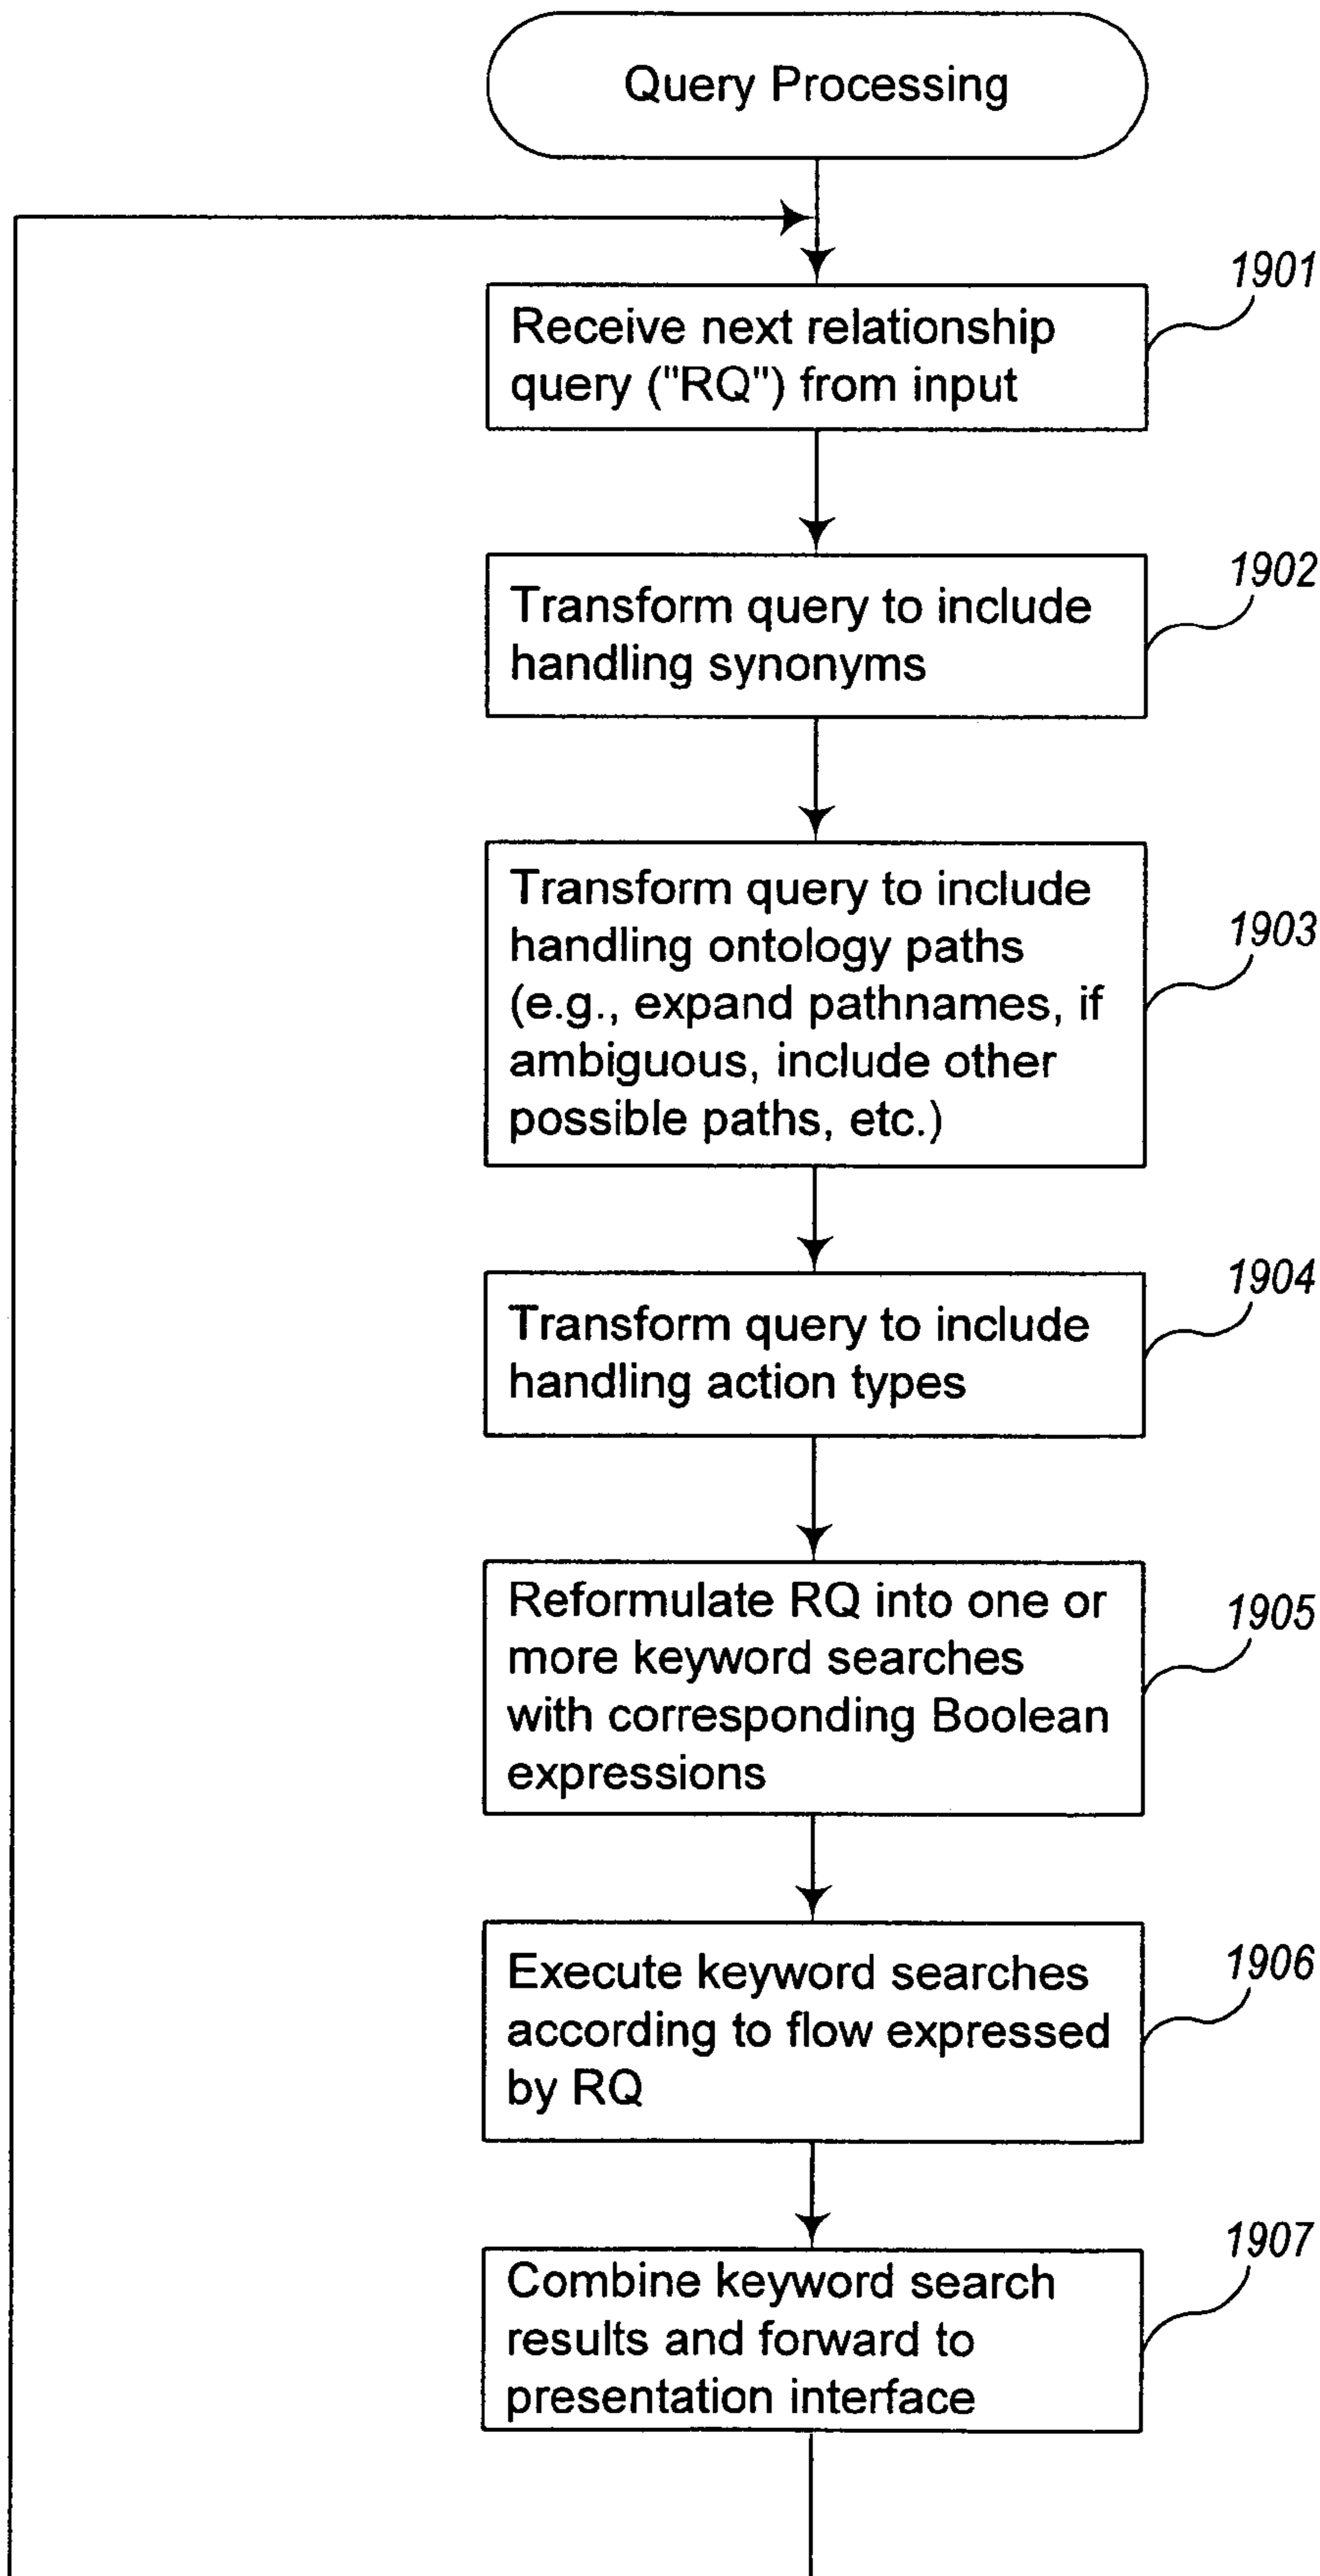 Query Processing
1901
Receive next relationship
query ("RQ") from input
1902
Transform query to include
handling synonyms
1903
Transform query to include
handling ontology paths
(e.g., expand pathnames, if
ambiguous, include other
possible paths, etc.)
1904
Transform query to include
handling action types
1905
Reformulate RQ into one or
more keyword searches
with corresponding Boolean
expressions
1906
Execute keyword searches
according to flow expressed
by RQ
1907
Combine keyword search
results and forward to
presentation interface